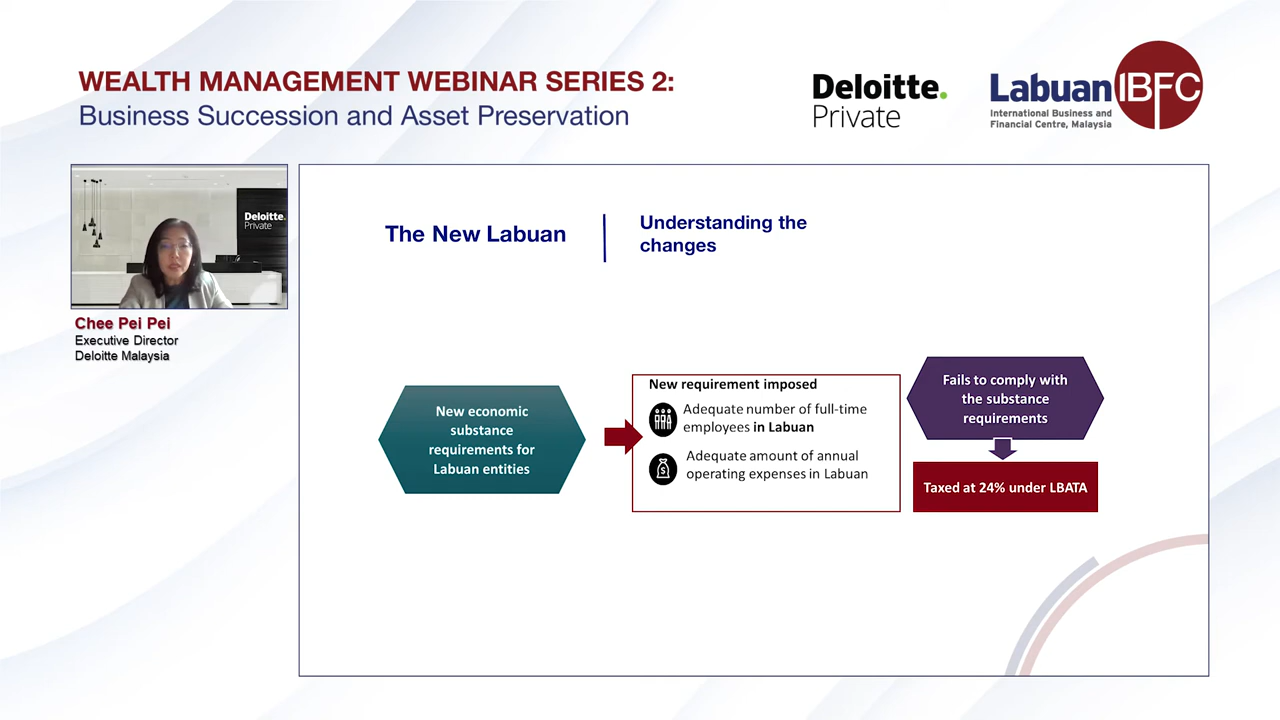 WEALTH MANAGEMENT WEBINAR SERIES 2:
Business Succession and Asset Preservation
Deloitte.
Private
Labuan IBFC
International Business and
Financial Centre, Malaysia
Deloitte.
Private
Chee Pei Pei
Executive Director
Deloitte Malaysia
The New Labuan
Understanding the
changes
New economic
substance
requirements for
Labuan entities
New requirement imposed
Adequate number of full-time
employees in Labuan
Adequate amount of annual
operating expenses in Labuan
Fails to comply with
the substance
requirements
Taxed at 24% under LBATA